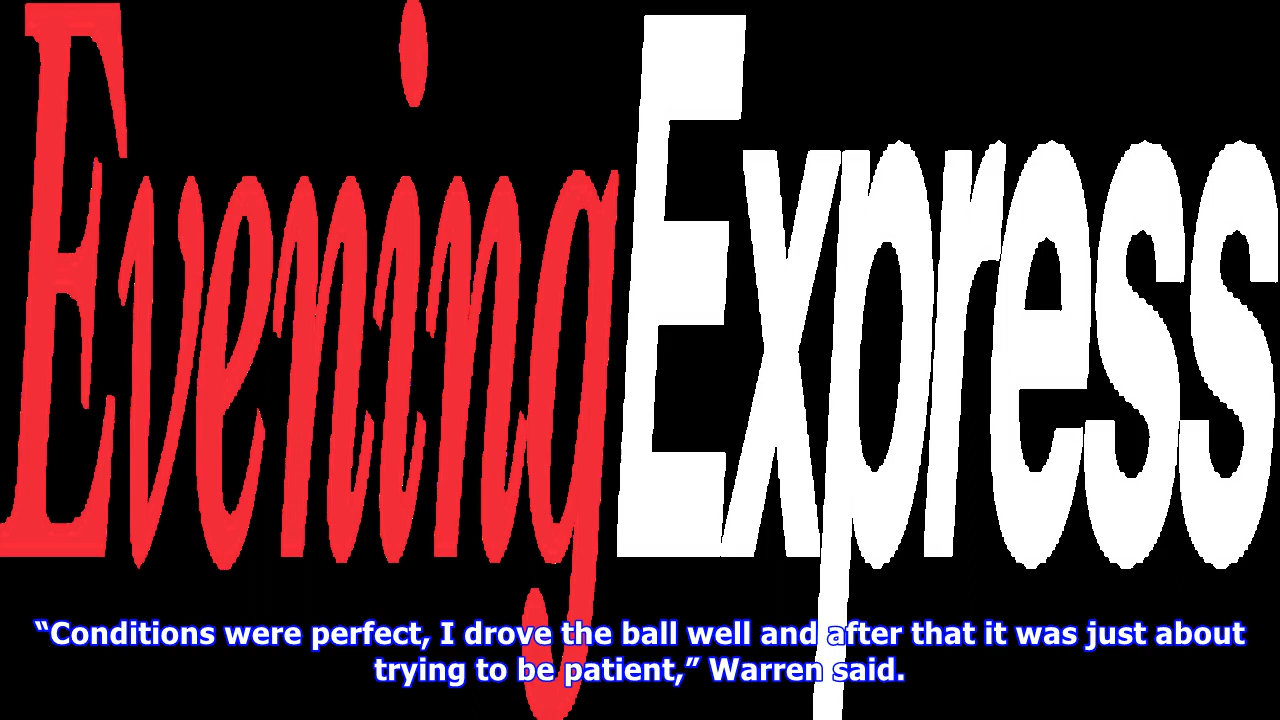 Evening Express
“Conditions were perfect, I drove the ball well and after that it was just about
trying to be patient,” Warren said.